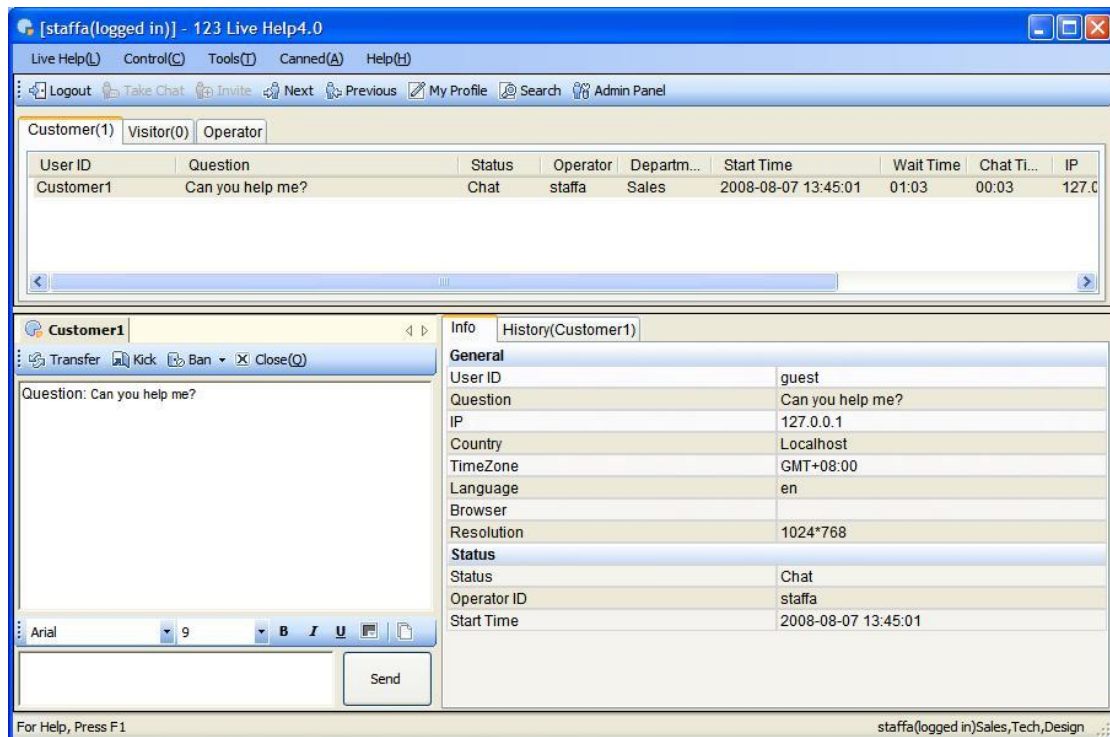 [staffa(logged in)] - 123 Live Help4.0
Live Help(L) Control(C) Tools(T) Canned(A) Help(H)
Logout Take Chat Invite Next Previous My Profile Search Admin Panel
Customer(1) Visitor(0) Operator
User ID Question Status Operator Departm... Start Time Wait Time Chat Ti... IP
Customer1 Can you help me? Chat staffa Sales 2008-08-07 13:45:01 01:03 00:03 127.0
Customer1
Transfer Kick Ban Close(Q)
Question: Can you help me?
Arial 9 B I U
Send
Info History(Customer1)
General
User ID guest
Question Can you help me?
IP 127.0.0.1
Country Localhost
TimeZone GMT+08:00
Language en
Browser
Resolution 1024*768
Status
Status Chat
Operator ID staffa
Start Time 2008-08-07 13:45:01
For Help, Press F1 staffa(logged in)Sales,Tech,Design